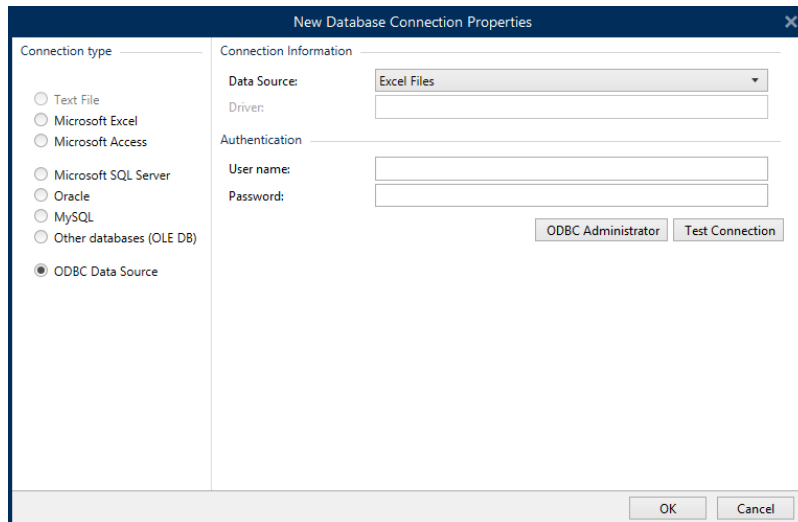 New Database Connection Properties
Connection type
Text File
Microsoft Excel
Microsoft Access
Microsoft SQL Server
Oracle
MySQL
Other databases (OLE DB)
ODBC Data Source
Connection Information
Data Source: Excel Files
Driver:
Authentication
User name:
Password:
ODBC Administrator Test Connection
OK Cancel